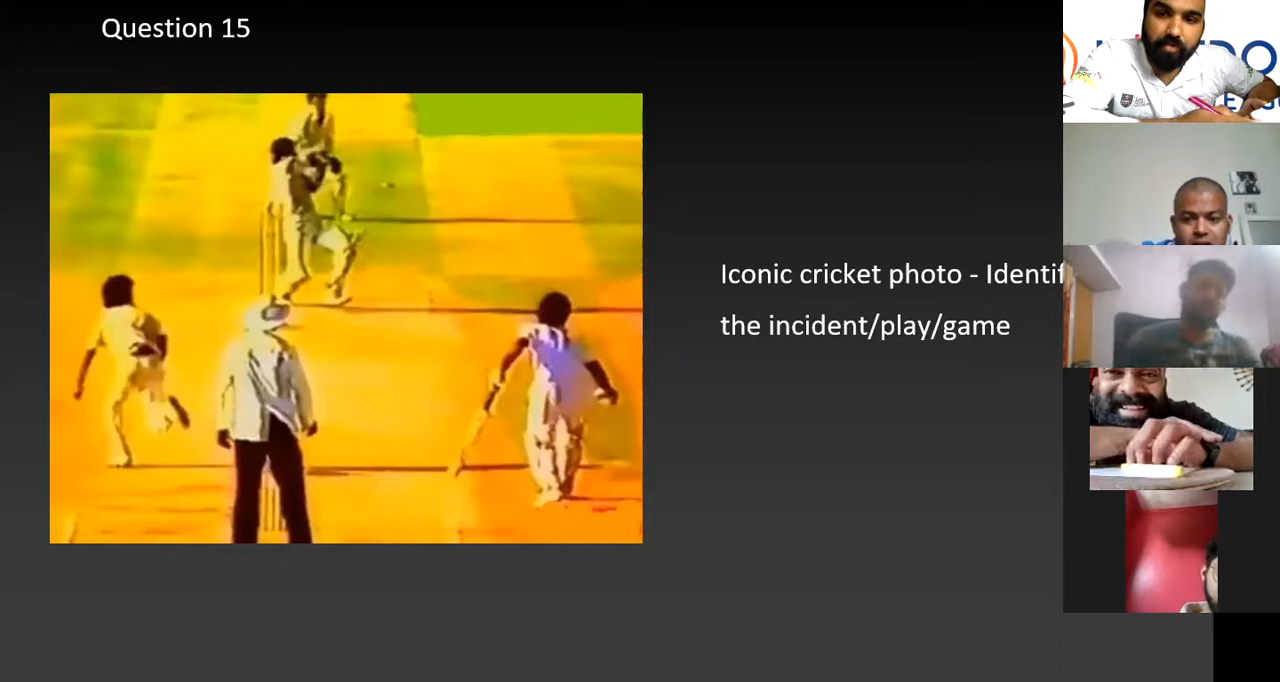 Question 15
Iconic cricket photo - Identif
the incident/play/game